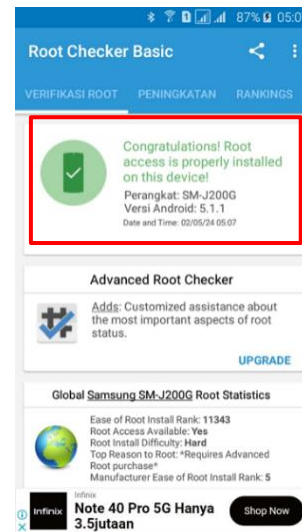 87% 05:0
Root Checker Basic
VERIFIKASI ROOT PENINGKATAN RANKINGS
Congratulations! Root
access is properly installed
on this device!
Perangkat: SM-J200G
Versi Android: 5.1.1
Date and Time: 02/05/24 05:07
Advanced Root Checker
Adds: Customized assistance about
the most important aspects of root
status.
UPGRADE
Global Samsung SM-J200G Root Statistics
Ease of Root Install Rank: 11343
Root Access Available: Yes
Root Install Difficulty: Hard
Top Reason to Root: *Requires Advanced
Root purchase*
Manufacturer Ease of Root Install Rank: 5
Infinix
Infinix
Note 40 Pro 5G Hanya
3.5jutaan
Shop Now